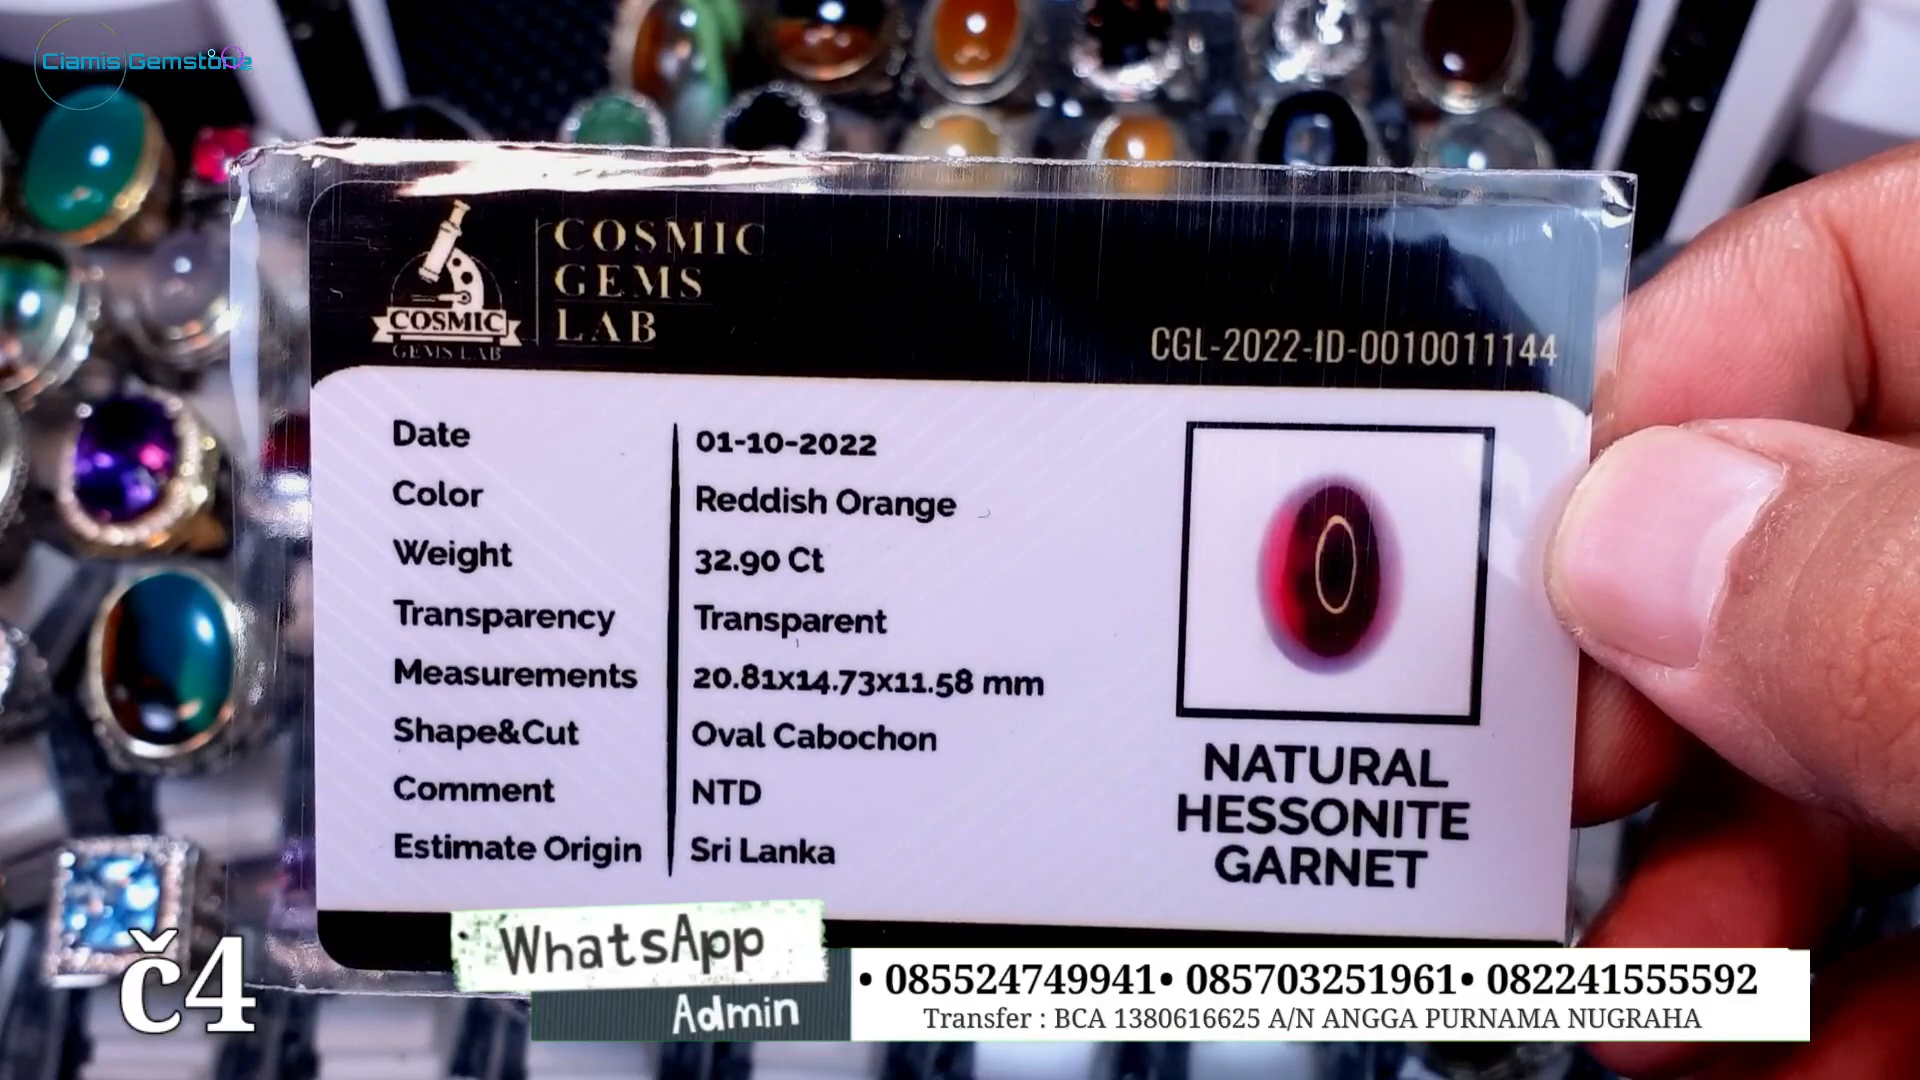 Ciamis Gemstone
COSMIC
GEMS
LAB
COSMIC
GEMS LAB
CGL-2022-ID-0010011144
Date 01-10-2022
Color Reddish Orange
Weight 32.90 Ct
Transparency Transparent
Measurements 20.81x14.73x11.58 mm
Shape&Cut Oval Cabochon
Comment NTD
Estimate Origin Sri Lanka
NATURAL
HESSONITE
GARNET
č4
WhatsApp
Admin
• 085524749941• 085703251961• 082241555592
Transfer : BCA 1380616625 A/N ANGGA PURNAMA NUGRAHA